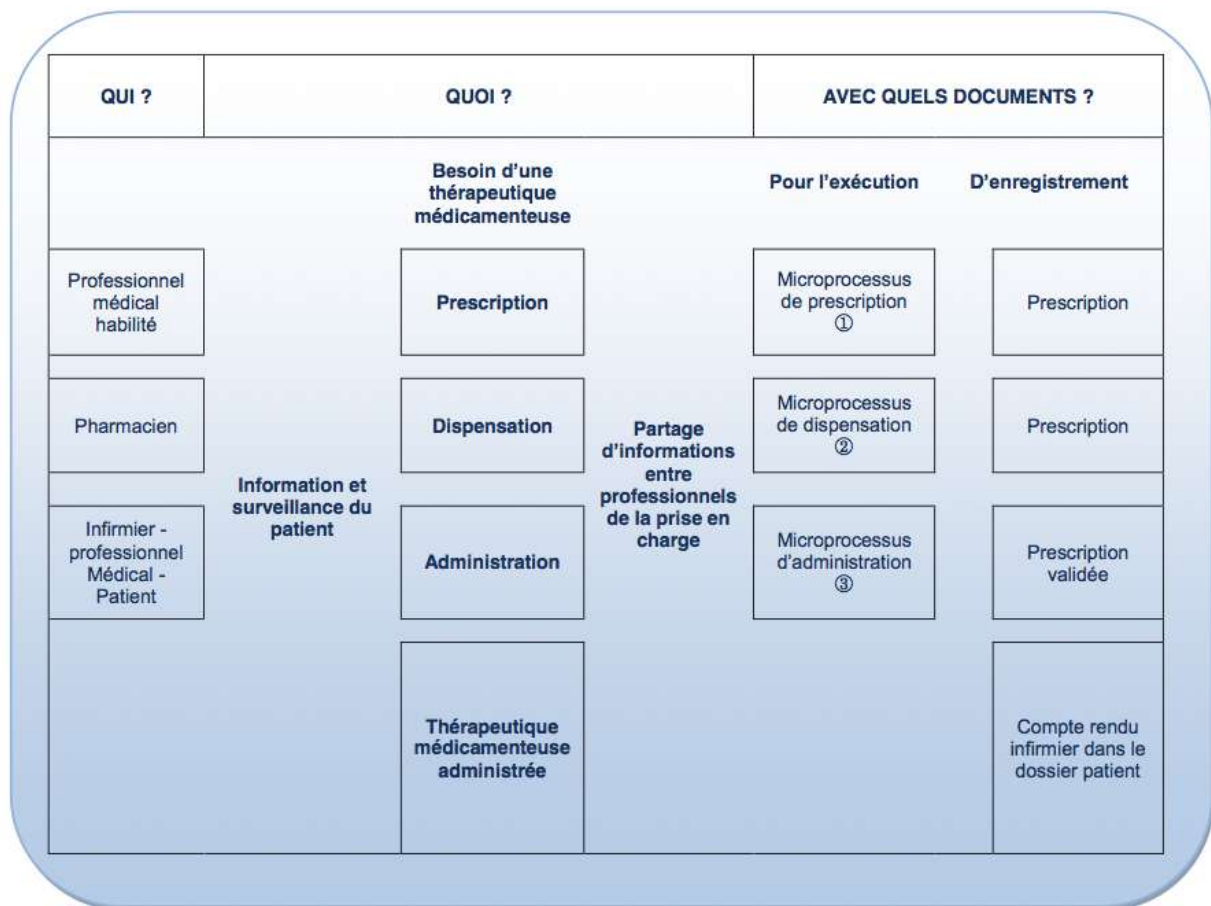 QUI ?
QUOI ?
AVEC QUELS DOCUMENTS ?
Besoin d'une
thérapeutique
médicamenteuse
Pour l'exécution
D'enregistrement
Professionnel
médical
habilité
Prescription
Microprocessus
de prescription
①
Prescription
Pharmacien
Dispensation
Microprocessus
de dispensation
②
Prescription
Information et
surveillance du
patient
Partage
d'informations
entre
professionnels
de la prise en
charge
Infirmier -
professionnel
Médical -
Patient
Administration
Microprocessus
d'administration
③
Prescription
validée
Thérapeutique
médicamenteuse
administrée
Compte rendu
infirmier dans le
dossier patient